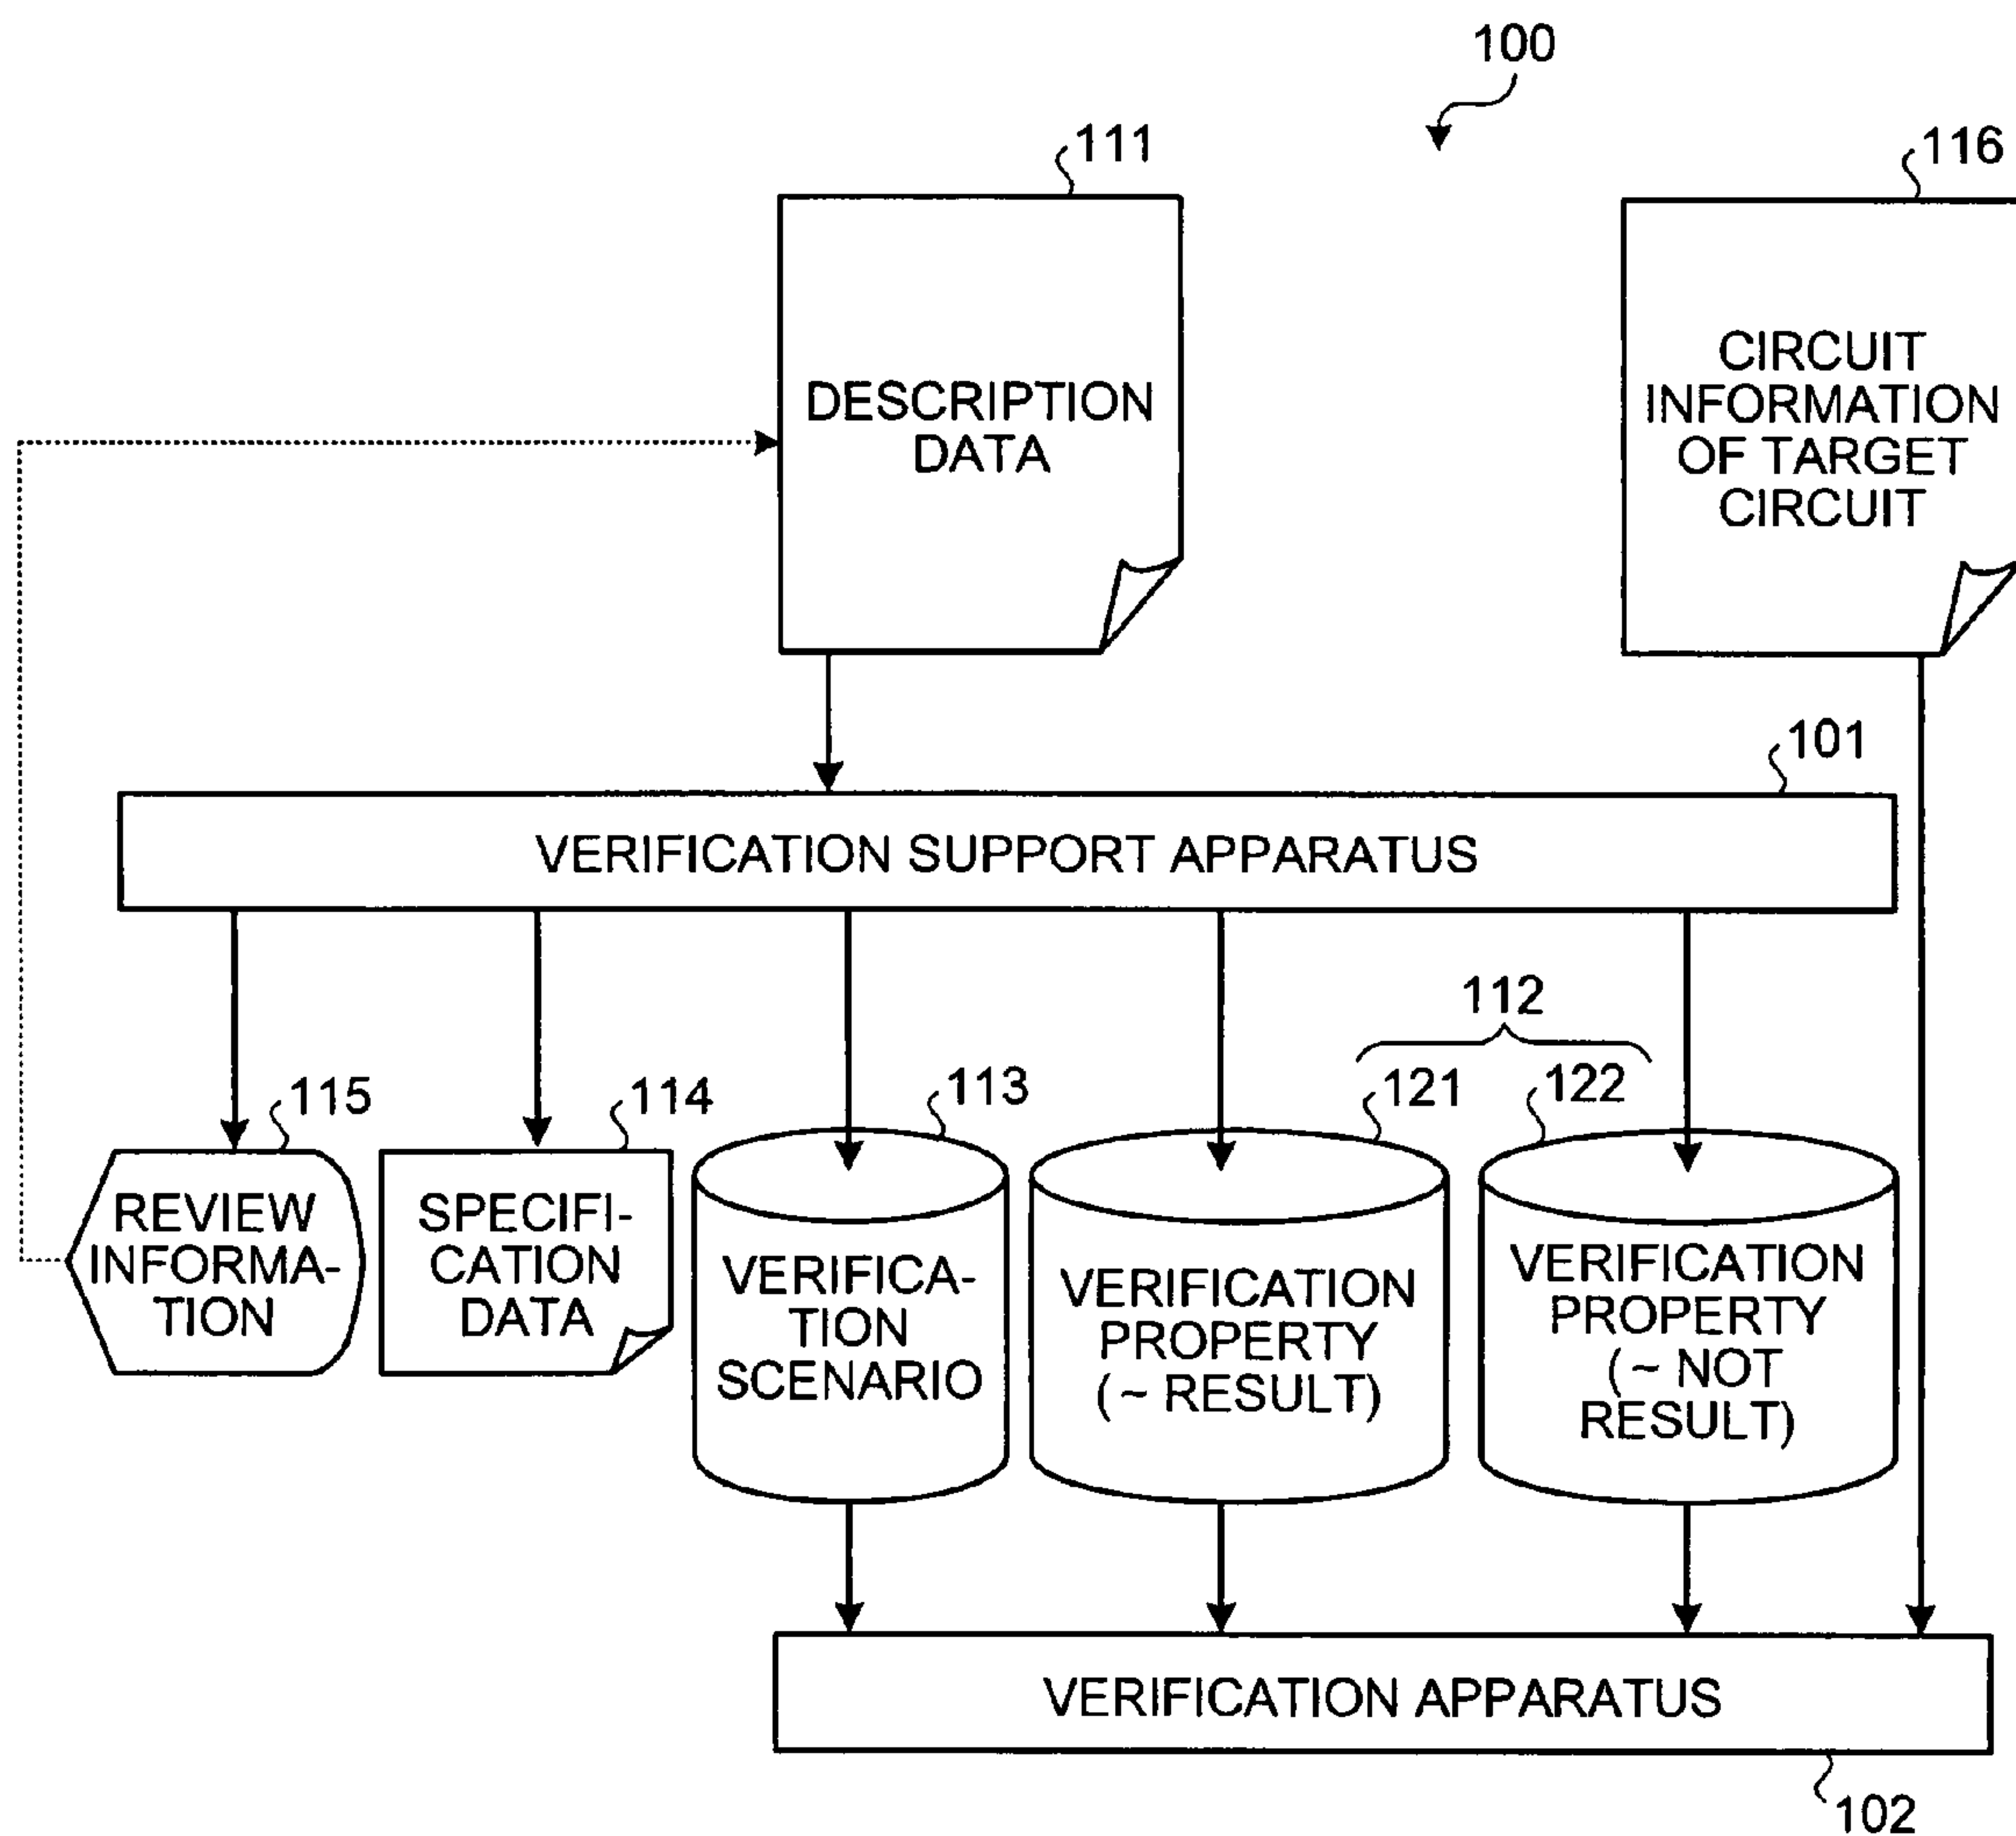 100
111
116
DESCRIPTION
DATA
CIRCUIT
INFORMATION
OF TARGET
CIRCUIT
101
VERIFICATION SUPPORT APPARATUS
112
115
114
113
121
122
REVIEW
INFORMA-
TION
SPECIFI-
CATION
DATA
VERIFICA-
TION
SCENARIO
VERIFICATION
PROPERTY
(~ RESULT)
VERIFICATION
PROPERTY
(~ NOT
RESULT)
VERIFICATION APPARATUS
102